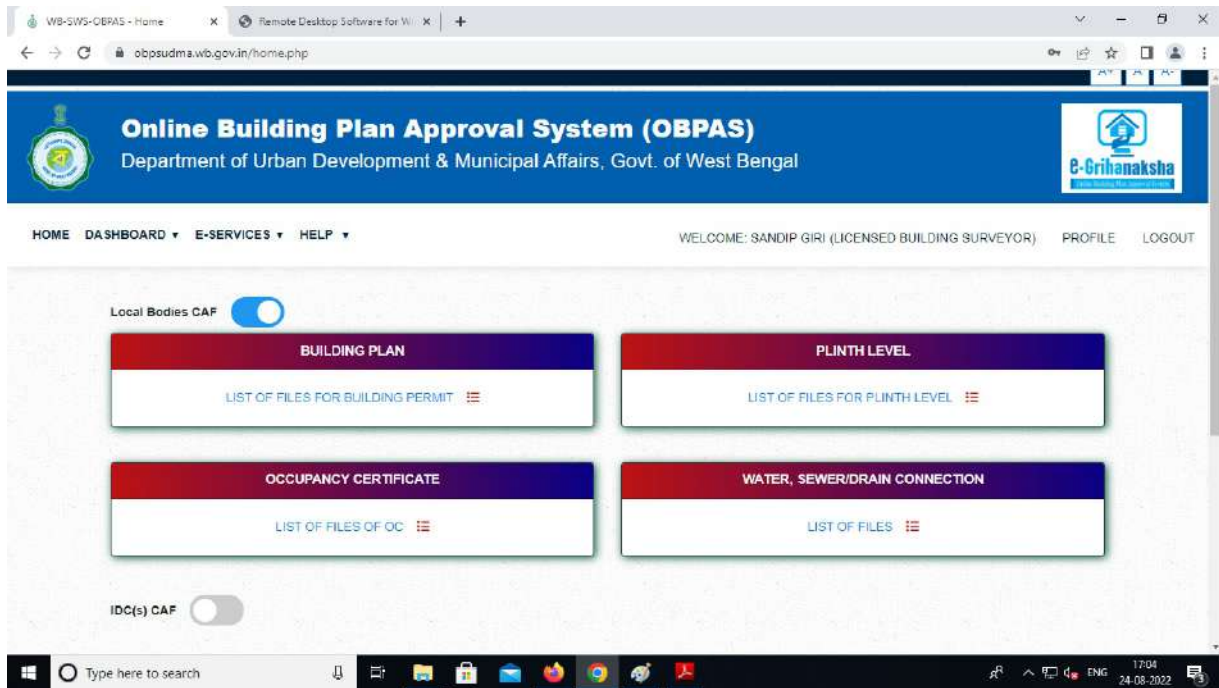 WB-SWS-OBPAS - Home
Remote Desktop Software for Wi
obpsudma.wb.gov.in/home.php
A+ A A-
Online Building Plan Approval System (OBPAS)
Department of Urban Development & Municipal Affairs, Govt. of West Bengal
e-Grihanaksha
HOME DASHBOARD ▾ E-SERVICES ▾ HELP ▾ WELCOME: SANDIP GIRI (LICENSED BUILDING SURVEYOR) PROFILE LOGOUT
Local Bodies CAF
BUILDING PLAN
LIST OF FILES FOR BUILDING PERMIT
PLINTH LEVEL
LIST OF FILES FOR PLINTH LEVEL
OCCUPANCY CERTIFICATE
LIST OF FILES OF OC
WATER, SEWER/DRAIN CONNECTION
LIST OF FILES
IDC(s) CAF
Type here to search
ENG
17:04
24-08-2022
3